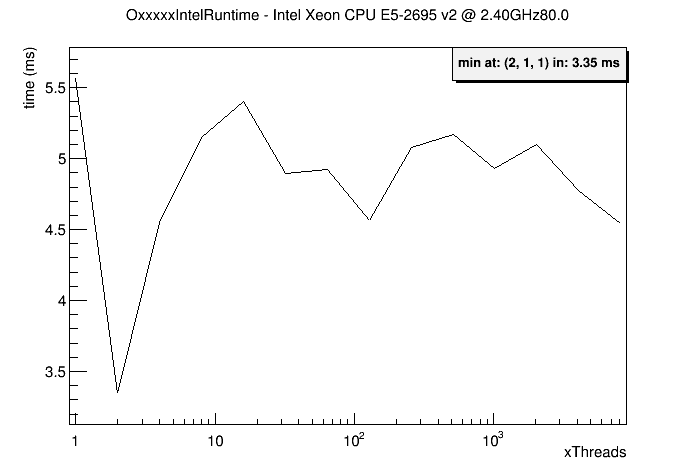 OxxxxxIntelRuntime - Intel Xeon CPU E5-2695 v2 @ 2.40GHz80.0
time (ms)
min at: (2, 1, 1) in: 3.35 ms
5.5
5
4.5
4
3.5
1 10 10² 10³
xThreads